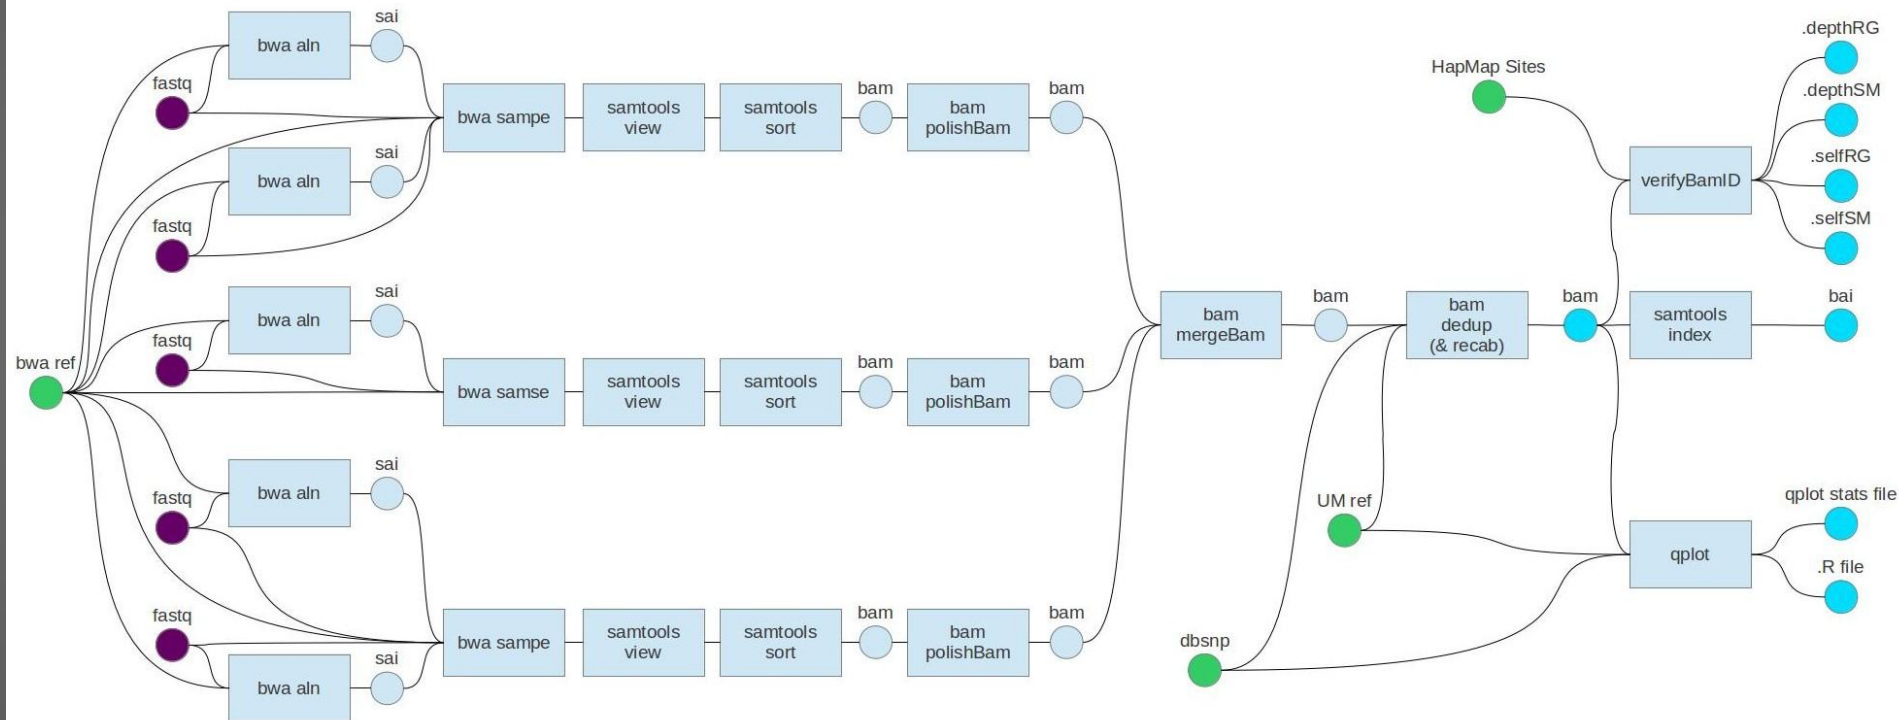 sai
bwa aln
fastq
sai
bwa aln
fastq
bwa sampe
samtools
view
samtools
sort
bam
bam
polishBam
bam
sai
bwa aln
fastq
bwa ref
bwa samse
samtools
view
samtools
sort
bam
bam
polishBam
bam
sai
bwa aln
fastq
fastq
bwa aln
sai
bwa sampe
samtools
view
samtools
sort
bam
bam
polishBam
bam
bam
mergeBam
bam
bam
dedup
(& recab)
bam
UM ref
dbsnp
HapMap Sites
verifyBamID
.depthRG
.depthSM
.selfRG
.selfSM
samtools
index
bai
qplot
qplot stats file
.R file